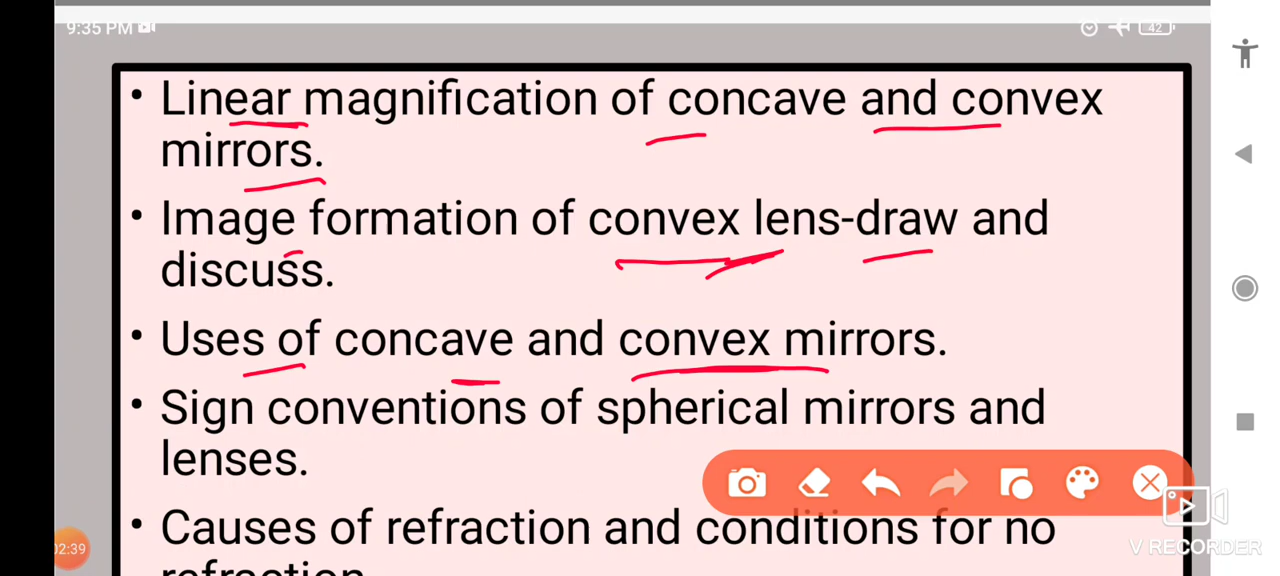 9:35 PM
42
• Linear magnification of concave and convex
mirrors.
• Image formation of convex lens-draw and
discuss.
• Uses of concave and convex mirrors.
• Sign conventions of spherical mirrors and
lenses.
• Causes of refraction and conditions for no
refraction.
02:39
V RECORDER